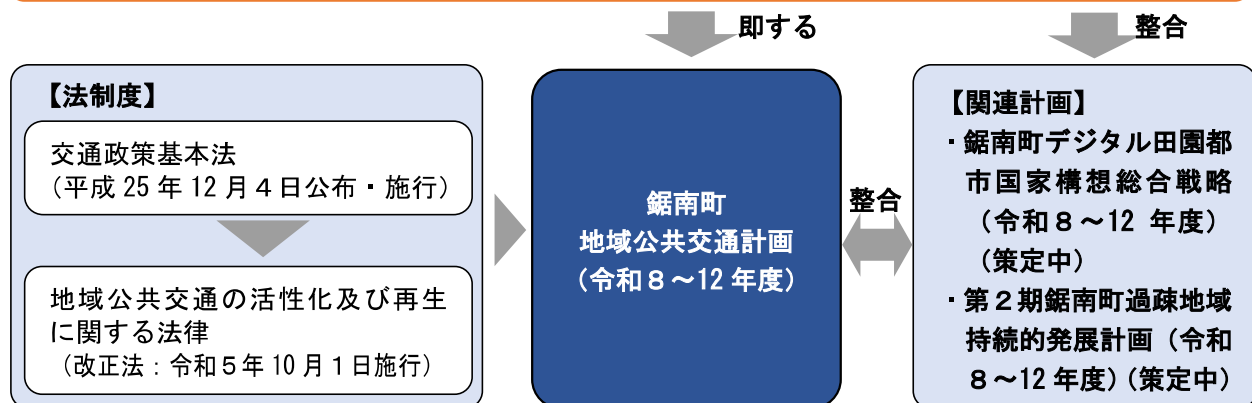 即する
整合
【法制度】
交通政策基本法
（平成 25 年 12 月４日公布・施行）
地域公共交通の活性化及び再生
に関する法律
（改正法：令和５年 10 月１日施行）
鋸南町
地域公共交通計画
（令和８～12 年度）
整合
【関連計画】
・鋸南町デジタル田園都
市国家構想総合戦略
（令和８～12 年度）
（策定中）
・第２期鋸南町過疎地域
持続的発展計画（令和
８～12 年度）（策定中）